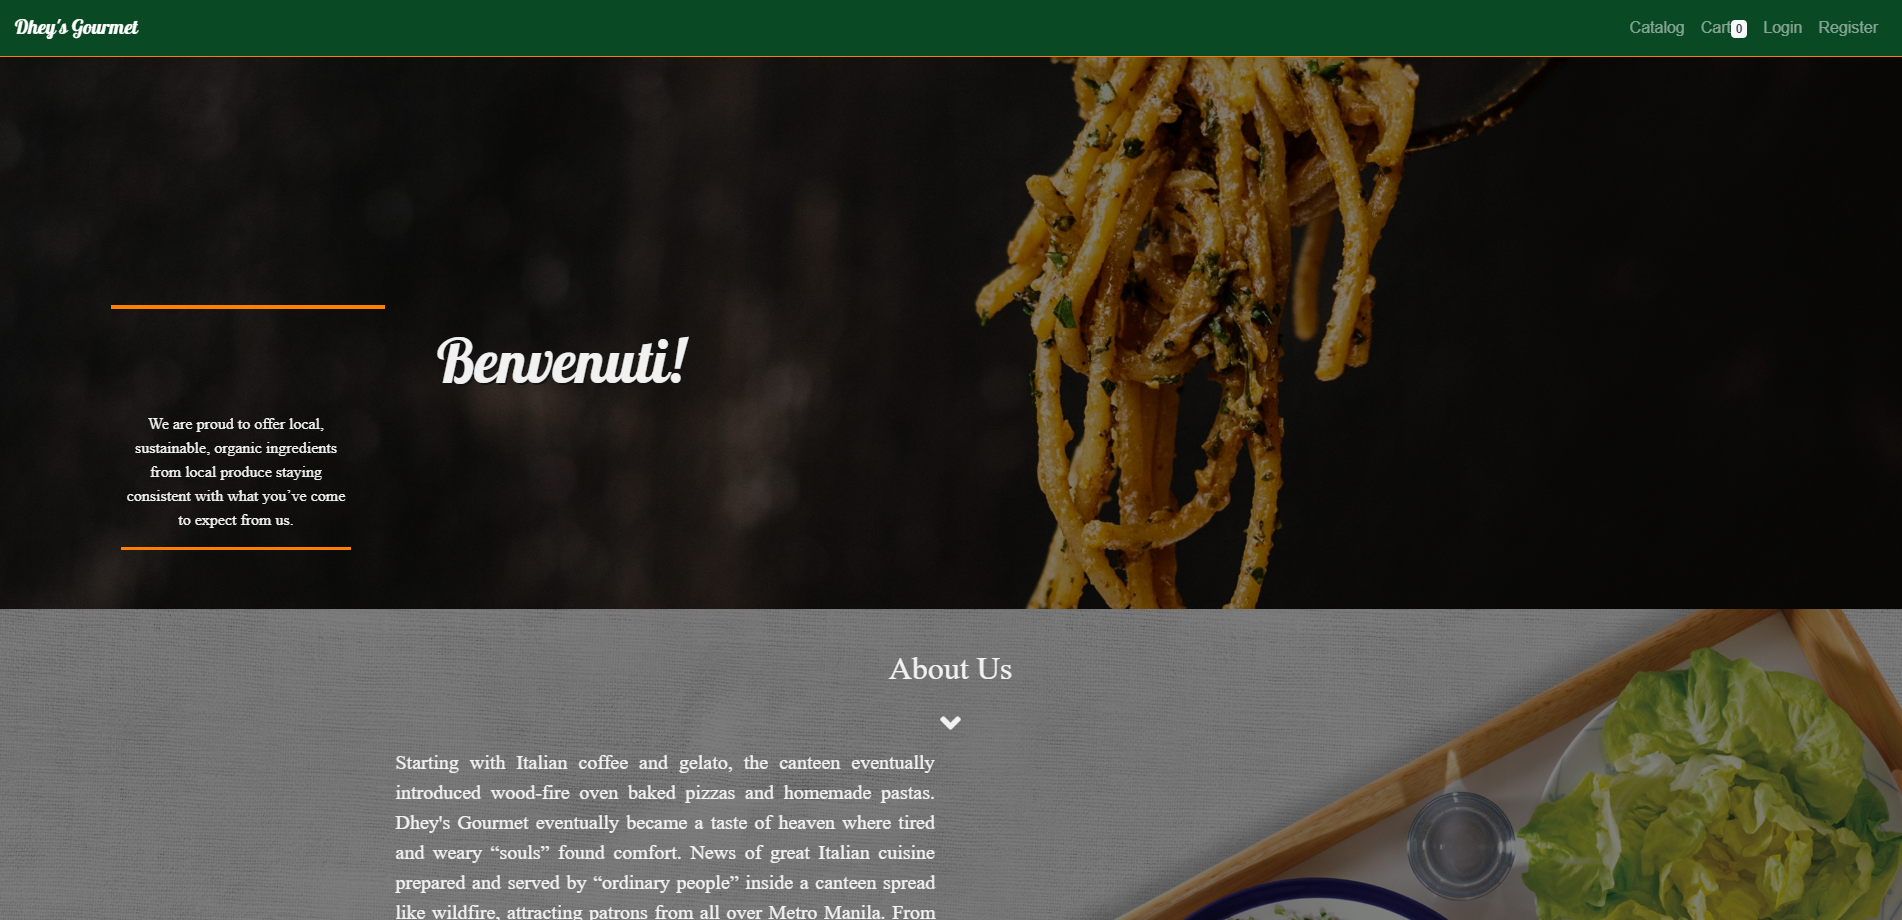 Dhey's Gourmet
Catalog Cart 0 Login Register
Benvenuti!
We are proud to offer local,
sustainable, organic ingredients
from local produce staying
consistent with what you’ve come
to expect from us.
About Us
Starting with Italian coffee and gelato, the canteen eventually
introduced wood-fire oven baked pizzas and homemade pastas.
Dhey's Gourmet eventually became a taste of heaven where tired
and weary “souls” found comfort. News of great Italian cuisine
prepared and served by “ordinary people” inside a canteen spread
like wildfire, attracting patrons from all over Metro Manila. From